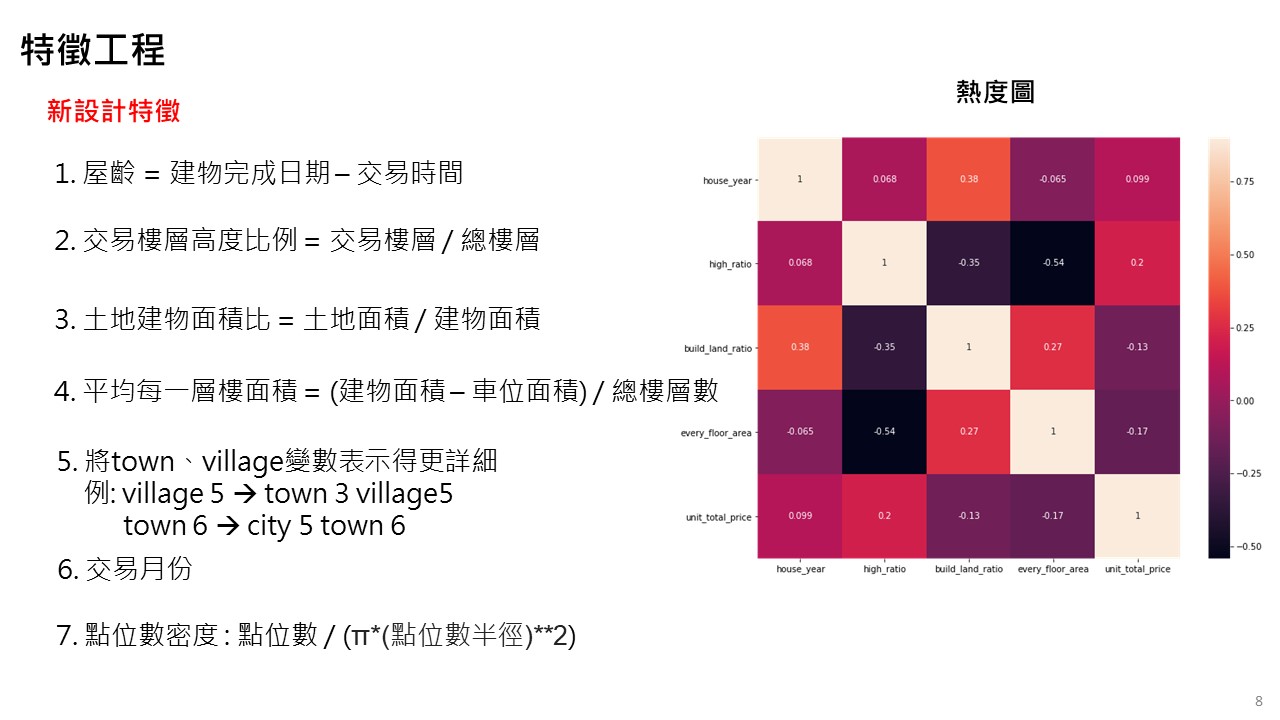 特徵工程
新設計特徵
1. 屋齡 = 建物完成日期 – 交易時間
2. 交易樓層高度比例 = 交易樓層 / 總樓層
3. 土地建物面積比 = 土地面積 / 建物面積
4. 平均每一層樓面積 = (建物面積 – 車位面積) / 總樓層數
5. 將town、village變數表示得更詳細
例: village 5 → town 3 village5
town 6 → city 5 town 6
6. 交易月份
7. 點位數密度 : 點位數 / (π*(點位數半徑)**2)
熱度圖
house_year 1 0.068 0.38 -0.065 0.099
high_ratio 0.068 1 -0.35 -0.54 0.2
build_land_ratio 0.38 -0.35 1 0.27 -0.13
every_floor_area -0.065 -0.54 0.27 1 -0.17
unit_total_price 0.099 0.2 -0.13 -0.17 1
house_year high_ratio build_land_ratio every_floor_area unit_total_price
0.75
0.50
0.25
0.00
−0.25
−0.50
8